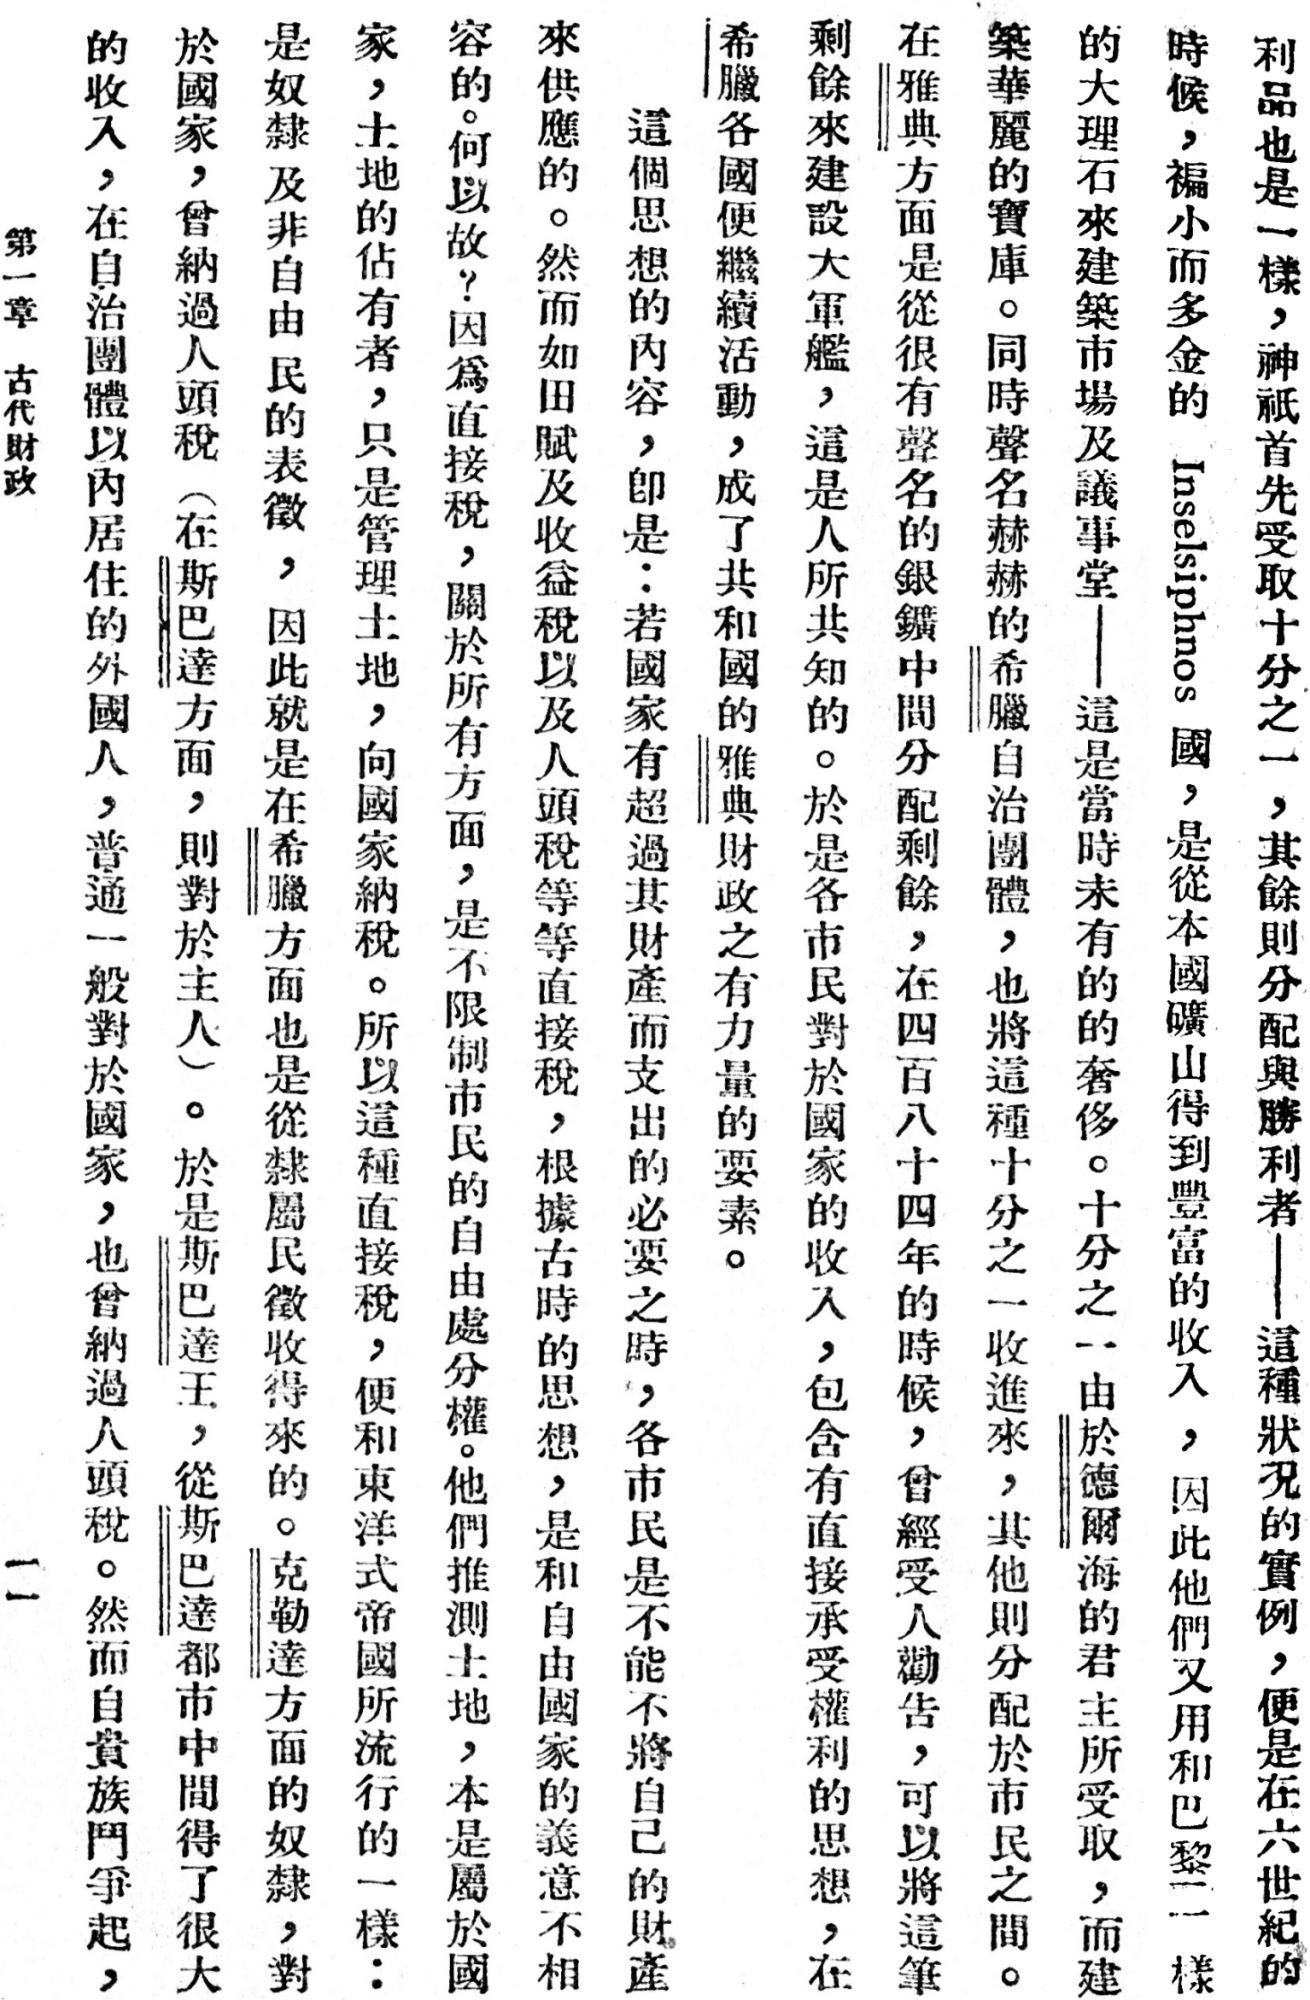 利品也是一樣，神祇首先受取十分之一，其餘則分配與勝利者——這種狀況的實例，便是在六世紀的
時候，褊小而多金的 Inselsiphnos 國，是從本國礦山得到豐富的收入，因此他們又用和巴黎一樣
的大理石來建築市場及議事堂——這是當時未有的的奢侈。十分之一由於德爾海的君主所受取，而建
築華麗的寶庫。同時聲名赫赫的希臘自治團體，也將這種十分之一收進來，其他則分配於市民之間。
在雅典方面是從很有聲名的銀鑛中間分配剩餘，在四百八十四年的時候，曾經受人勸告，可以將這筆
剩餘來建設大軍艦，這是人所共知的。於是各市民對於國家的收入，包含有直接承受權利的思想，在
希臘各國便繼續活動，成了共和國的雅典財政之有力量的要素。
這個思想的內容，卽是：若國家有超過其財產而支出的必要之時，各市民是不能不將自己的財產
來供應的。然而如田賦及收益稅以及人頭稅等等直接稅，根據古時的思想，是和自由國家的義意不相
容的。何以故？因爲直接稅，關於所有方面，是不限制市民的自由處分權。他們推測土地，本是屬於國
家，土地的佔有者，只是管理土地，向國家納稅。所以這種直接稅，便和東洋式帝國所流行的一樣：
是奴隸及非自由民的表徵，因此就是在希臘方面也是從隸屬民徵收得來的。克勒達方面的奴隸，對
於國家，曾納過人頭稅（在斯巴達方面，則對於主人）。於是斯巴達王，從斯巴達都市中間得了很大
的收入，在自治團體以內居住的外國人，普通一般對於國家，也曾納過人頭稅。然而自貴族鬥爭起，
第一章 古代財政
一一